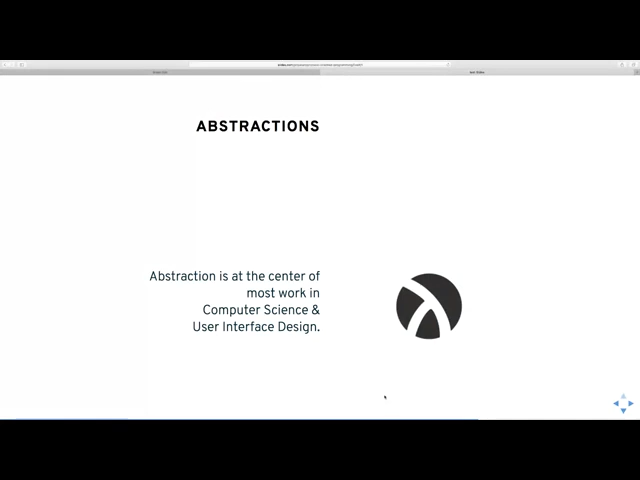 ABSTRACTIONS
Abstraction is at the center of
most work in
Computer Science &
User Interface Design.